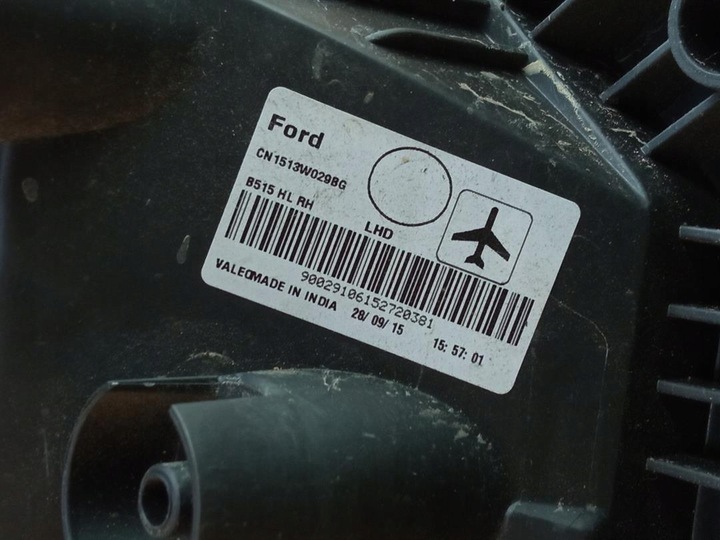 Ford
CN1513W029BG
B515 HL RH
LHD
90029106152720381
VALEOMADE IN INDIA 28/09/15 15:57:01